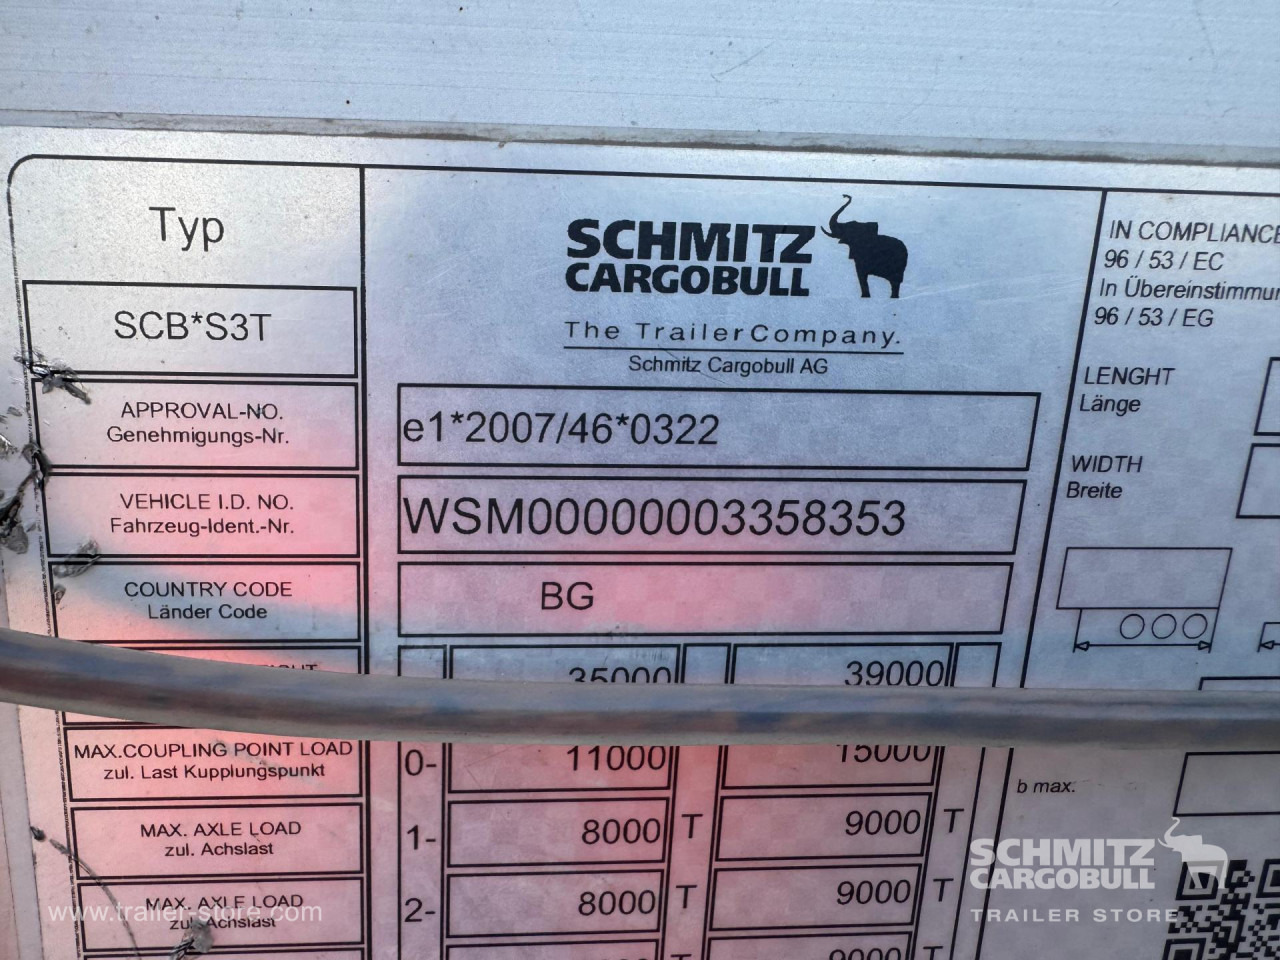 Typ
SCB*S3T
SCHMITZ
CARGOBULL
The TrailerCompany.
Schmitz Cargobull AG
IN COMPLIANCE
96 / 53 / EC
In Übereinstimmu
96 / 53 / EG
APPROVAL-NO.
Genehmigungs-Nr.
e1*2007/46*0322
LENGHT
Länge
VEHICLE I.D. NO.
Fahrzeug-Ident.-Nr.
WSM00000003358353
WIDTH
Breite
COUNTRY CODE
Länder Code
BG
35000
39000
MAX.COUPLING POINT LOAD
zul. Last Kupplungspunkt
0-
11000
15000
b max.
MAX. AXLE LOAD
zul. Achslast
1-
8000 T
9000 T
MAX. AXLE LOAD
zul. Achslast
2-
8000 T
9000 T
9000 T
www.trailer-store.com
SCHMITZ
CARGOBULL
TRAILER STORE